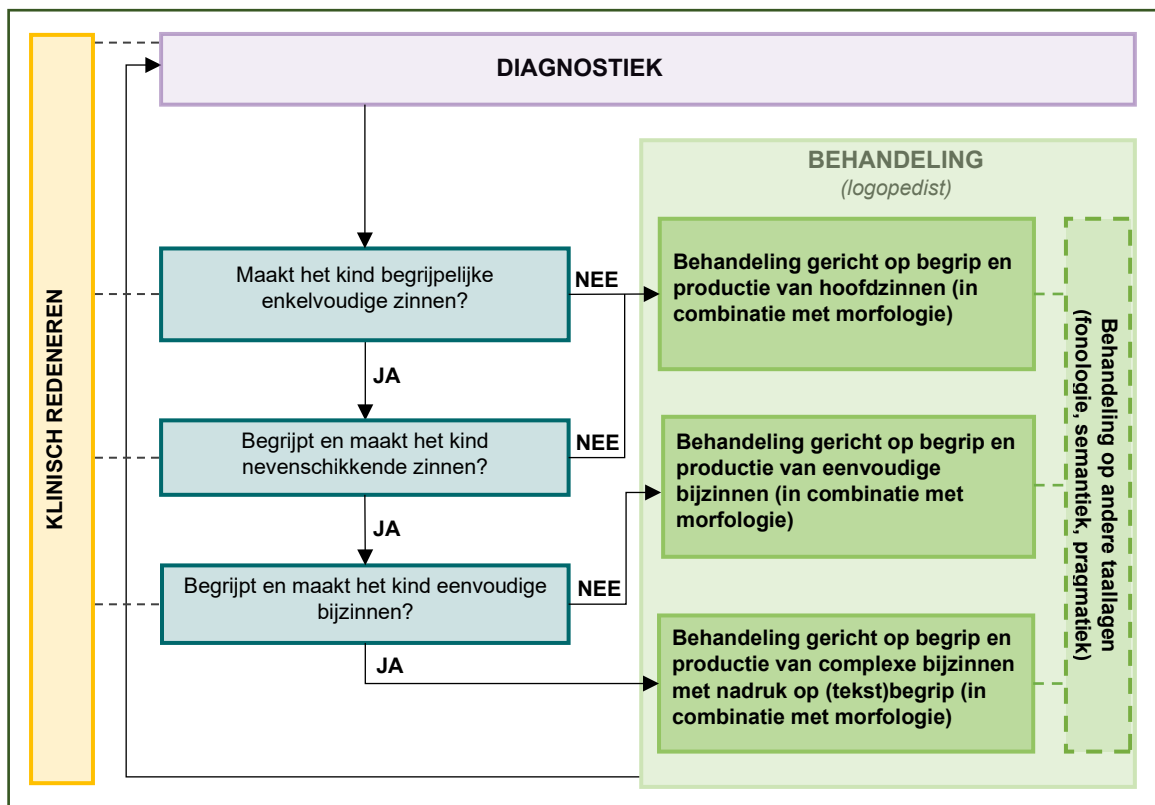 DIAGNOSTIEK
KLINISCH REDENEREN
BEHANDELING
(logopedist)
Maakt het kind begrijpelijke
enkelvoudige zinnen?
NEE
Behandeling gericht op begrip en
productie van hoofdzinnen (in
combinatie met morfologie)
JA
Begrijpt en maakt het kind
nevenschikkende zinnen?
NEE
Behandeling gericht op begrip en
productie van eenvoudige
bijzinnen (in combinatie met
morfologie)
JA
Begrijpt en maakt het kind eenvoudige
bijzinnen?
NEE
JA
Behandeling gericht op begrip en
productie van complexe bijzinnen
met nadruk op (tekst)begrip (in
combinatie met morfologie)
Behandeling op andere taallagen
(fonologie, semantiek, pragmatiek)